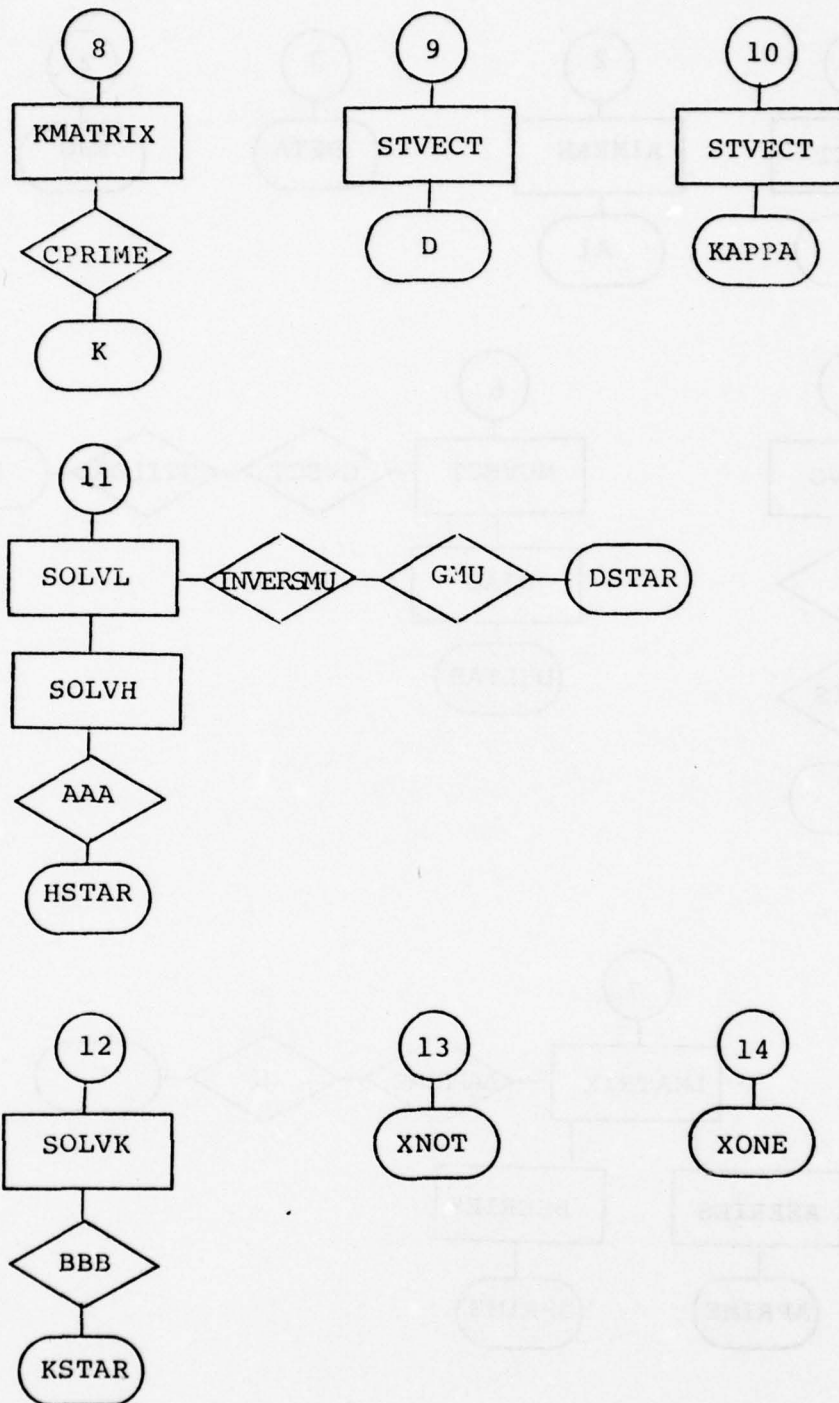 8
KMATRIX
CPRIME
K
9
STVECT
D
10
STVECT
KAPPA
11
SOLVL
INVERSMU
GMU
DSTAR
SOLVH
AAA
HSTAR
12
SOLVK
BBB
KSTAR
13
XNOT
14
XONE